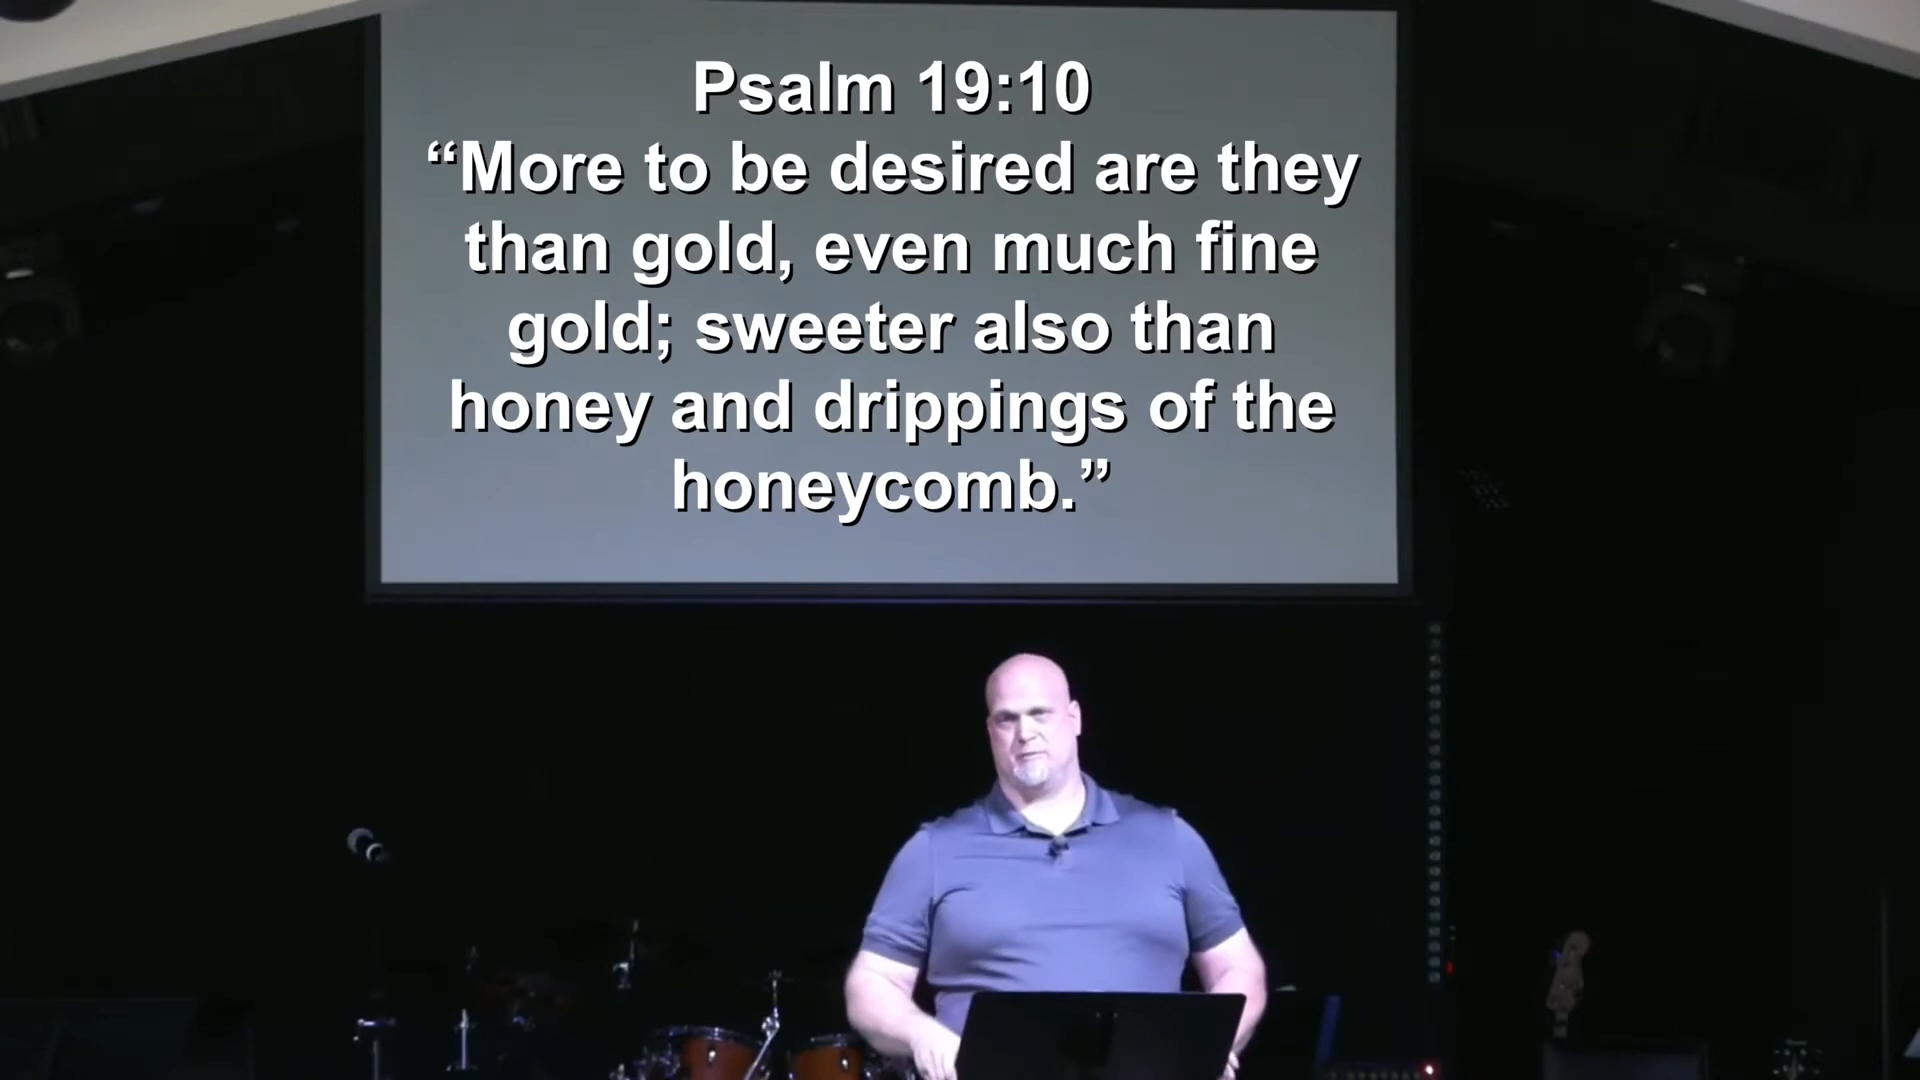 Psalm 19:10
“More to be desired are they
than gold, even much fine
gold; sweeter also than
honey and drippings of the
honeycomb.”